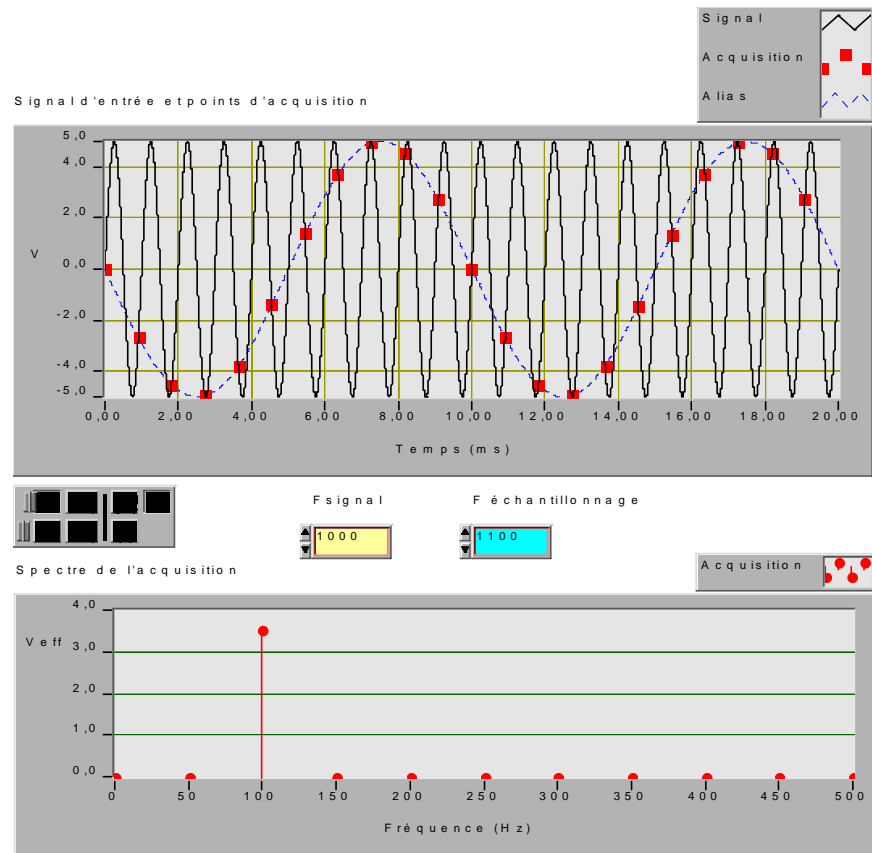 Signal
Acquisition
Alias
Signal d'entrée et points d'acquisition
5,0
4,0
2,0
V
0,0
-2,0
-4,0
-5,0
0,00 2,00 4,00 6,00 8,00 10,00 12,00 14,00 16,00 18,00 20,00
Temps (ms)
Fsignal
F échantillonnage
1000
1100
Spectre de l'acquisition
Acquisition
4,0
Veff
3,0
2,0
1,0
0,0
0 50 100 150 200 250 300 350 400 450 500
Fréquence (Hz)